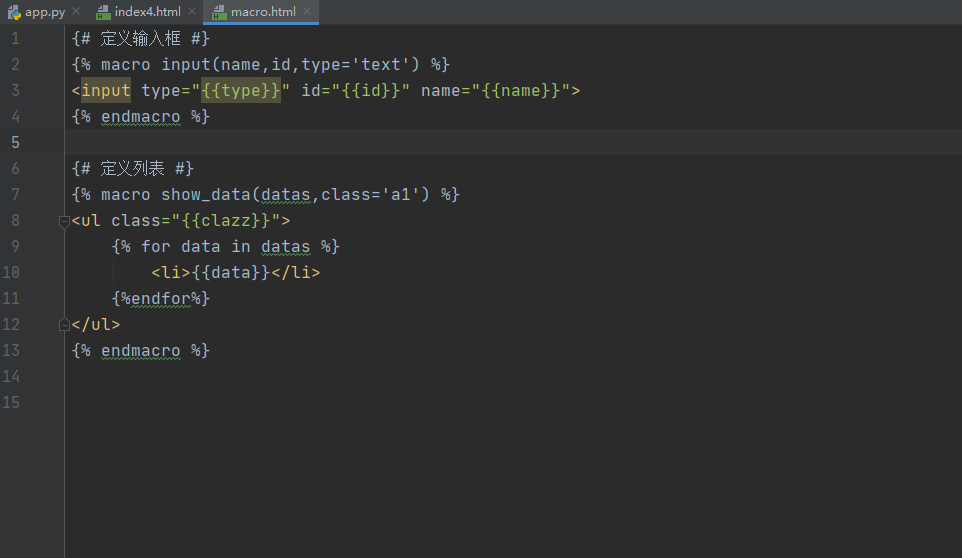 app.py index4.html macro.html
1 {# 定义输入框 #}
2 {% macro input(name,id,type='text') %}
3 <input type="{{type}}" id="{{id}}" name="{{name}}">
4 {% endmacro %}
5
6 {# 定义列表 #}
7 {% macro show_data(datas,class='a1') %}
8 <ul class="{{clazz}}">
9     {% for data in datas %}
10         <li>{{data}}</li>
11     {%endfor%}
12 </ul>
13 {% endmacro %}
14
15